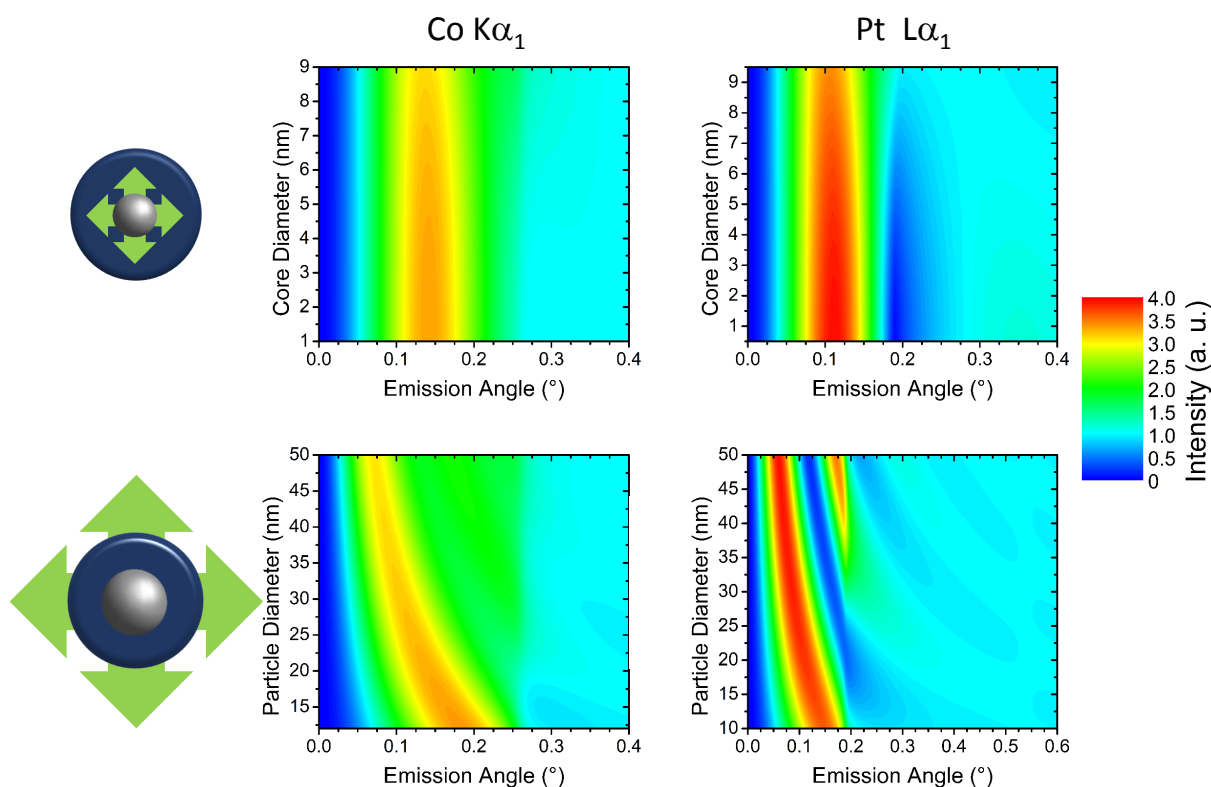 Co Kα₁
Pt Lα₁
9
8
7
6
5
4
3
2
1
Core Diameter (nm)
0.0 0.1 0.2 0.3 0.4
Emission Angle (°)
9
8
7
6
5
4
3
2
1
Core Diameter (nm)
0.0 0.1 0.2 0.3 0.4
Emission Angle (°)
4.0
3.5
3.0
2.5
2.0
1.5
1.0
0.5
0
Intensity (a. u.)
50
45
40
35
30
25
20
15
Particle Diameter (nm)
0.0 0.1 0.2 0.3 0.4
Emission Angle (°)
50
45
40
35
30
25
20
15
10
Particle Diameter (nm)
0.0 0.1 0.2 0.3 0.4 0.5 0.6
Emission Angle (°)